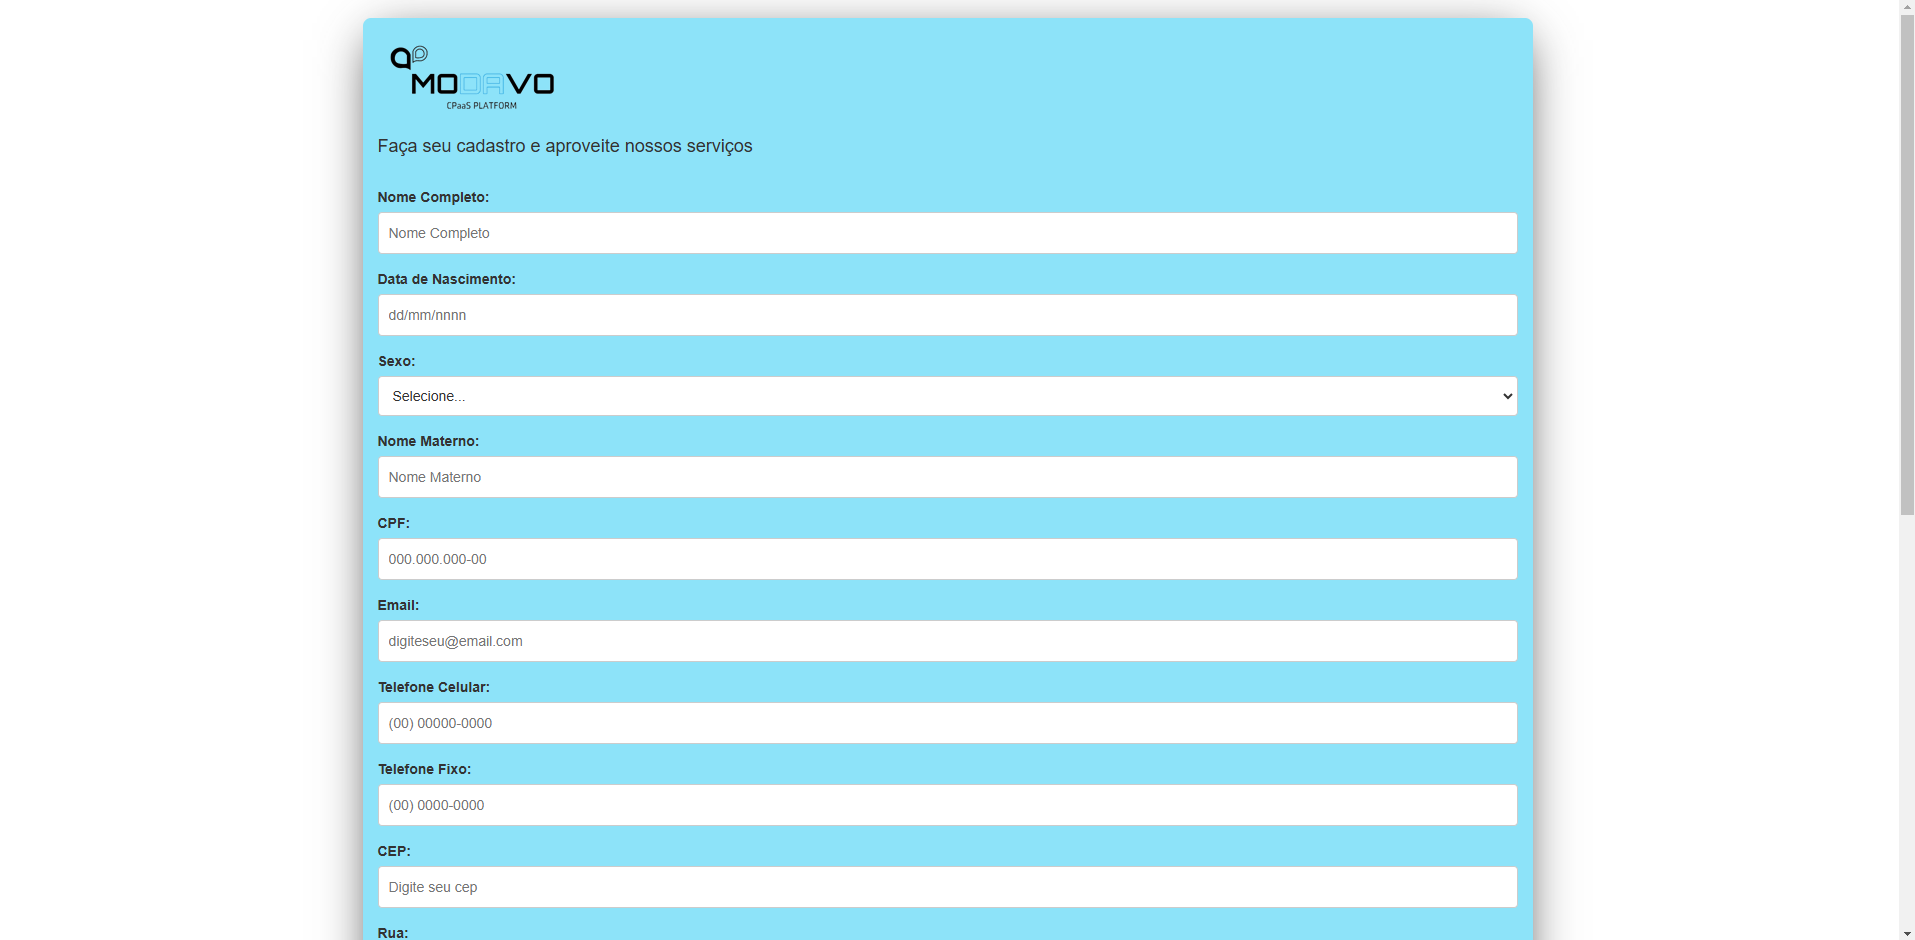 MODAVO
CPaaS PLATFORM
Faça seu cadastro e aproveite nossos serviços
Nome Completo:
Nome Completo
Data de Nascimento:
dd/mm/nnnn
Sexo:
Selecione...
Nome Materno:
Nome Materno
CPF:
000.000.000-00
Email:
digiteseu@email.com
Telefone Celular:
(00) 00000-0000
Telefone Fixo:
(00) 0000-0000
CEP:
Digite seu cep
Rua: